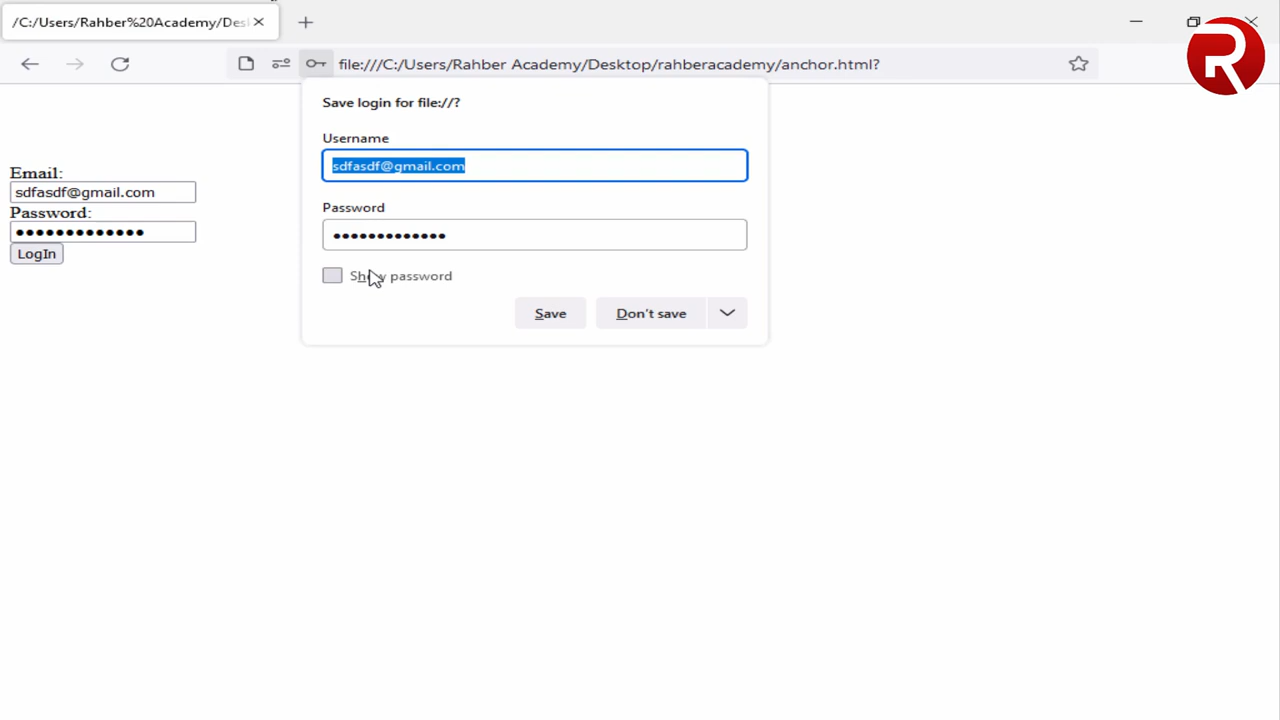 /C:/Users/Rahber%20Academy/Des
file:///C:/Users/Rahber Academy/Desktop/rahberacademy/anchor.html?
R
Save login for file://?
Username
sdfasdf@gmail.com
Password
•••••••••••••
Show password
Save
Don't save
Email:
sdfasdf@gmail.com
Password:
•••••••••••••
LogIn